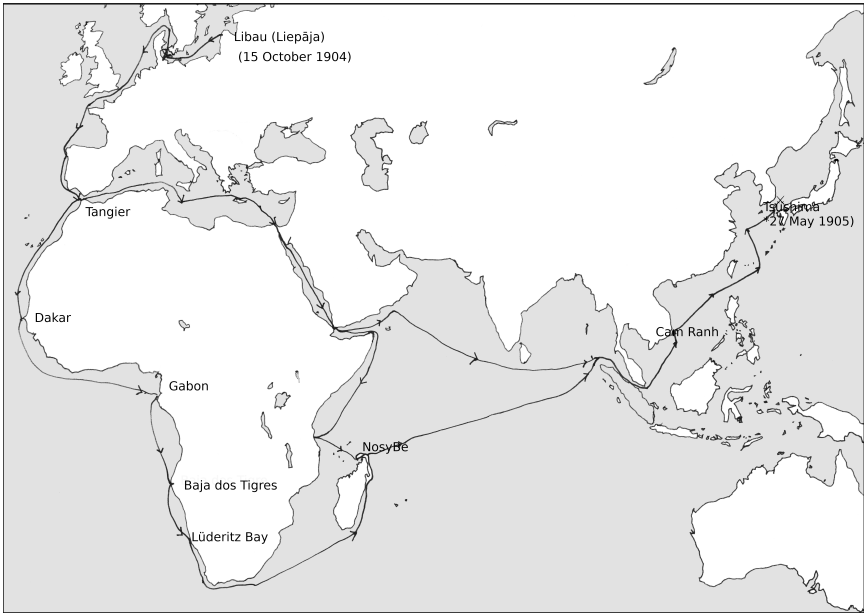 Libau (Liepāja)
(15 October 1904)
Tangier
Tsushima
27 May 1905)
Dakar
Cam Ranh
Gabon
NosyBe
Baja dos Tigres
Lüderitz Bay